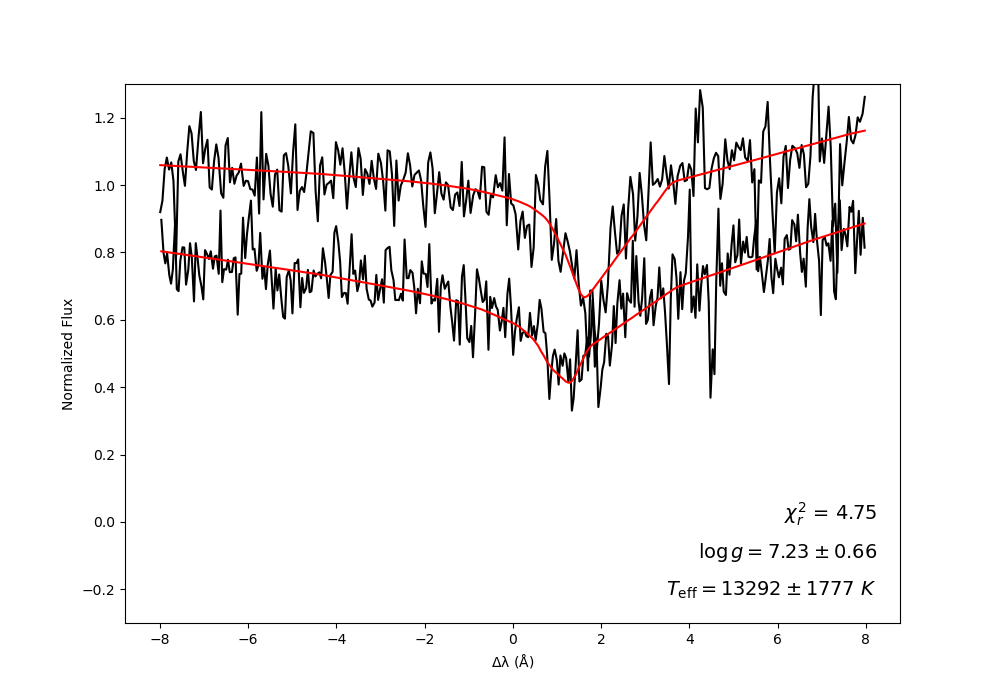 1.2
1.0
0.8
0.6
0.4
0.2
0.0
−0.2
Normalized Flux
χ_r^2 = 4.75
log g = 7.23 ± 0.66
T_eff = 13292 ± 1777 K
−8 −6 −4 −2 0 2 4 6 8
Δλ (Å)